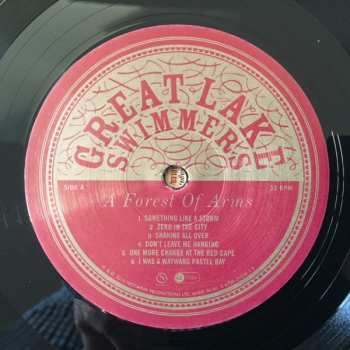 GREAT LAKE
SWIMMERS
SIDE A
33 RPM
A Forest Of Arms
1. SOMETHING LIKE A STORM
2. ZERO IN THE CITY
3. SHAKING ALL OVER
4. DON'T LEAVE ME HANGING
5. ONE MORE CHARGE AT THE RED CAPE
6. I WAS A WAYWARD PASTEL BAY